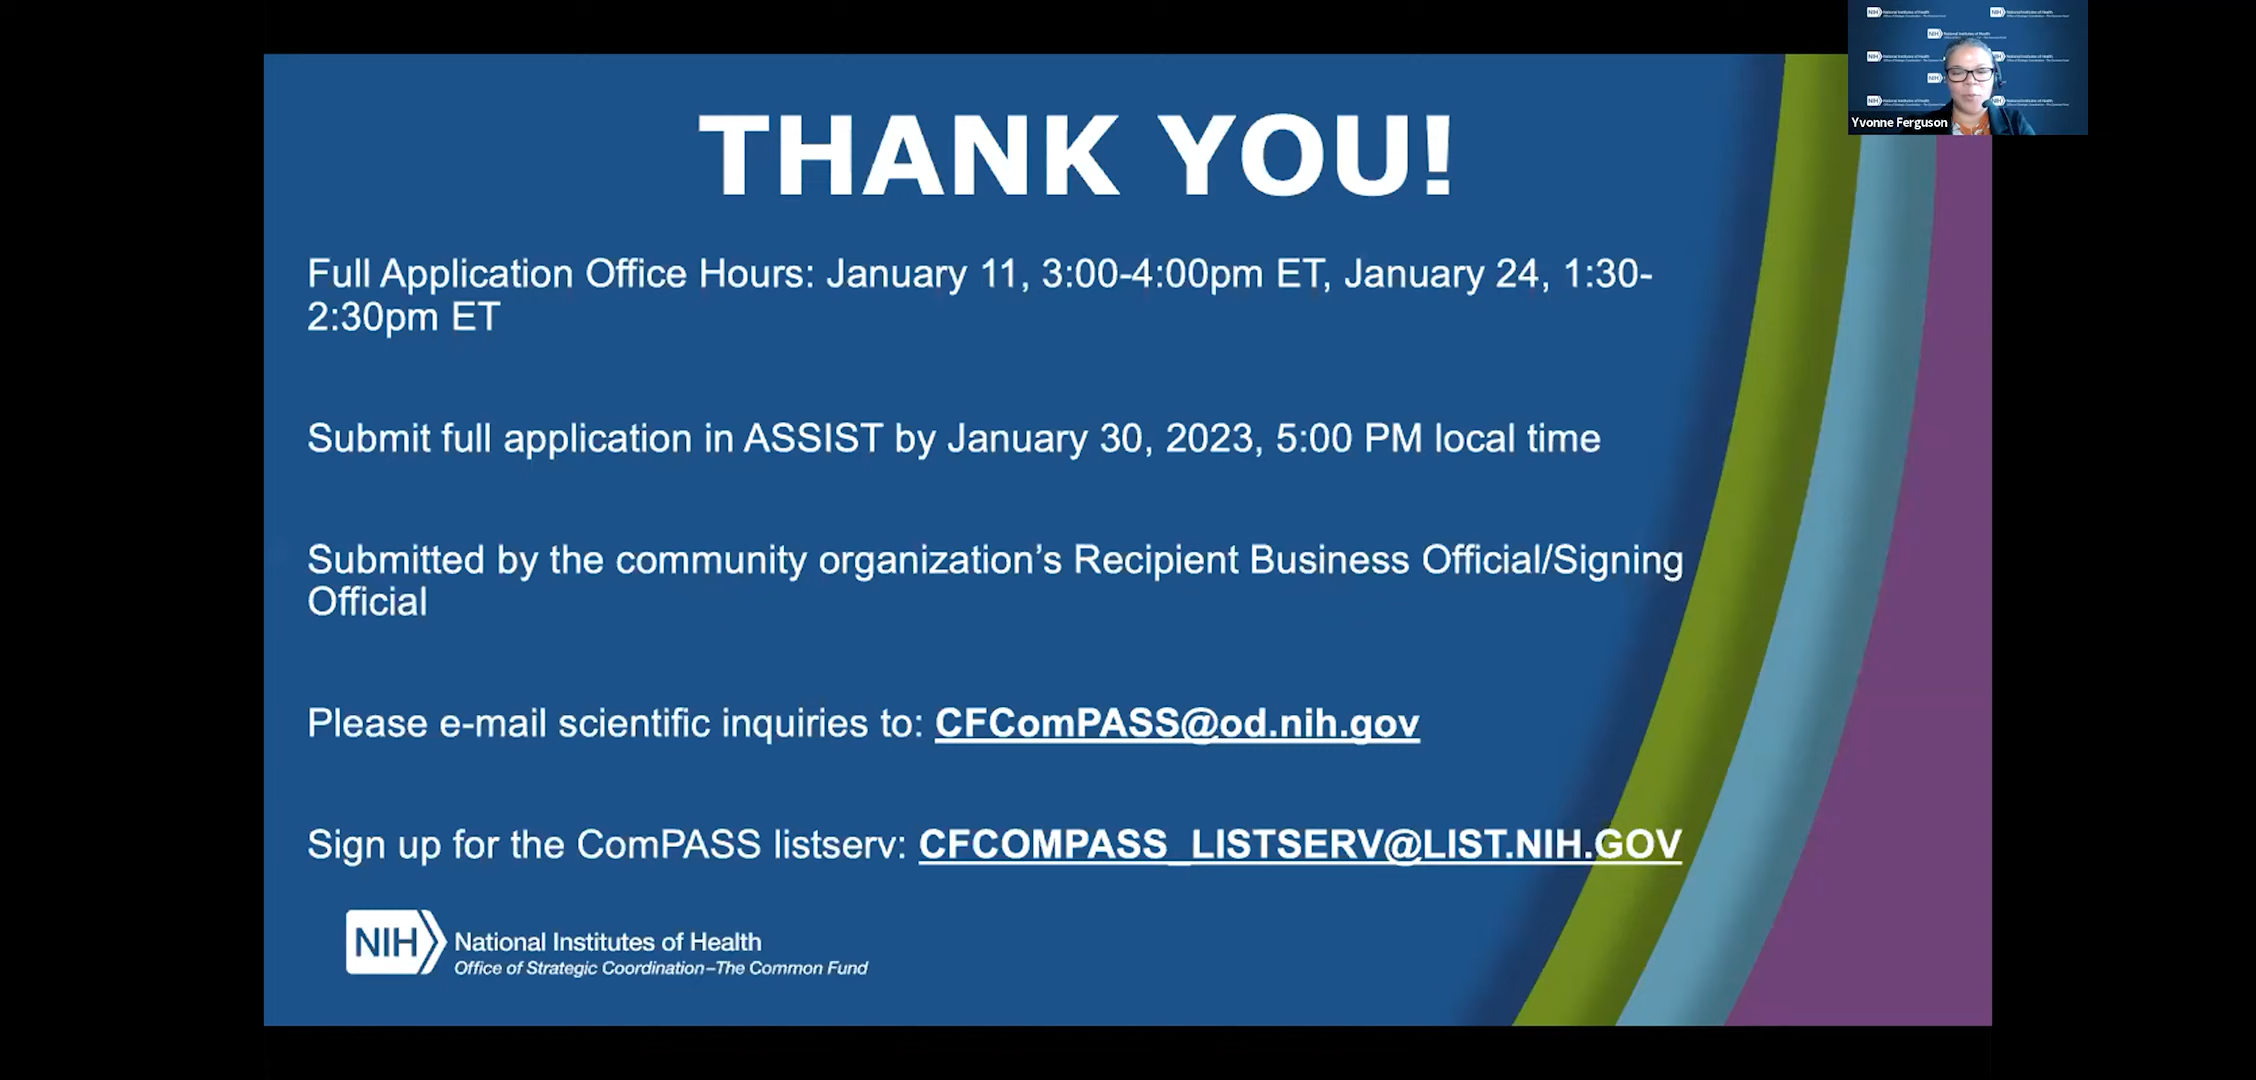 THANK YOU!
Full Application Office Hours: January 11, 3:00-4:00pm ET, January 24, 1:30-
2:30pm ET
Submit full application in ASSIST by January 30, 2023, 5:00 PM local time
Submitted by the community organization’s Recipient Business Official/Signing
Official
Please e-mail scientific inquiries to: CFComPASS@od.nih.gov
Sign up for the ComPASS listserv: CFCOMPASS_LISTSERV@LIST.NIH.GOV
NIH National Institutes of Health
Office of Strategic Coordination–The Common Fund
Yvonne Ferguson